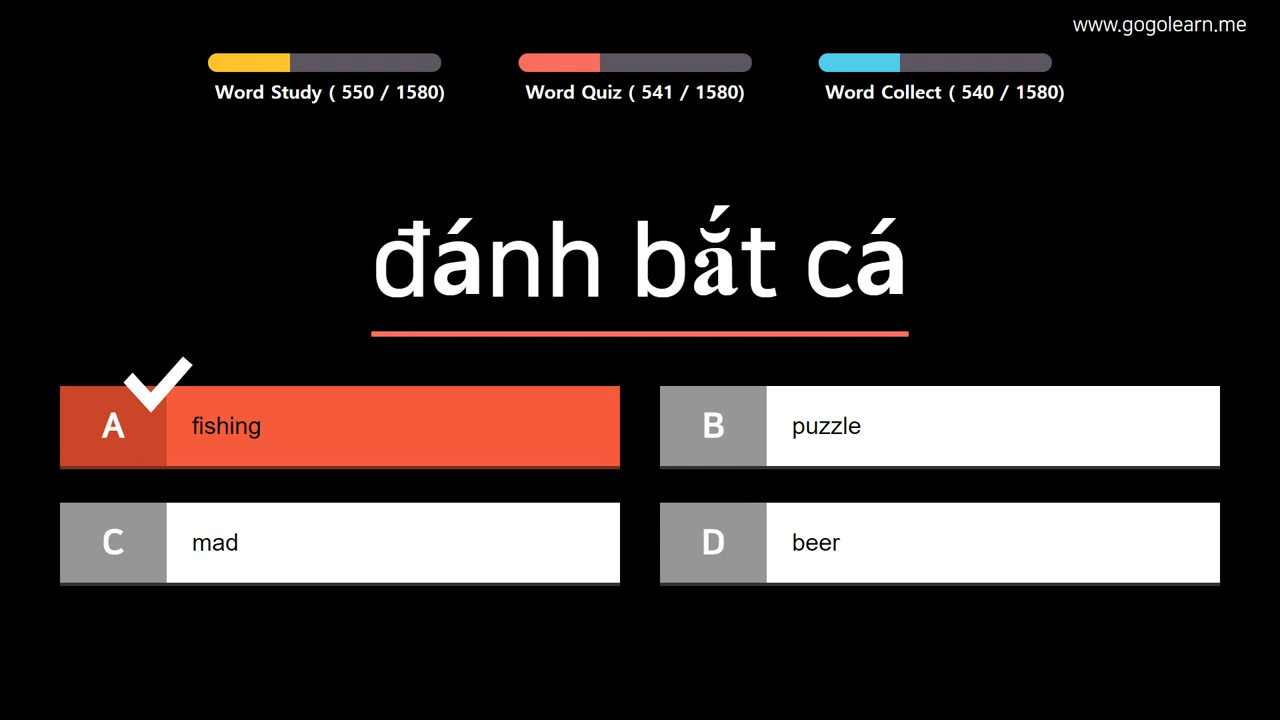 www.gogolearn.me
Word Study ( 550 / 1580)
Word Quiz ( 541 / 1580)
Word Collect ( 540 / 1580)
đánh bắt cá
A fishing
B puzzle
C mad
D beer